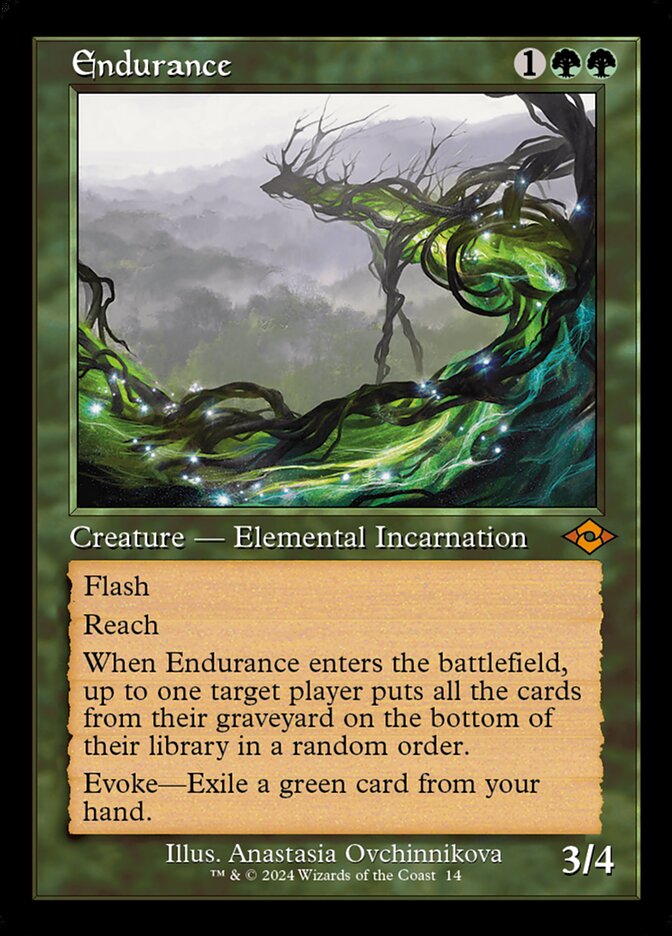 Endurance 1
Creature — Elemental Incarnation
Flash
Reach
When Endurance enters the battlefield,
up to one target player puts all the cards
from their graveyard on the bottom of
their library in a random order.
Evoke—Exile a green card from your
hand.
Illus. Anastasia Ovchinnikova
™ & © 2024 Wizards of the Coast 14
3/4